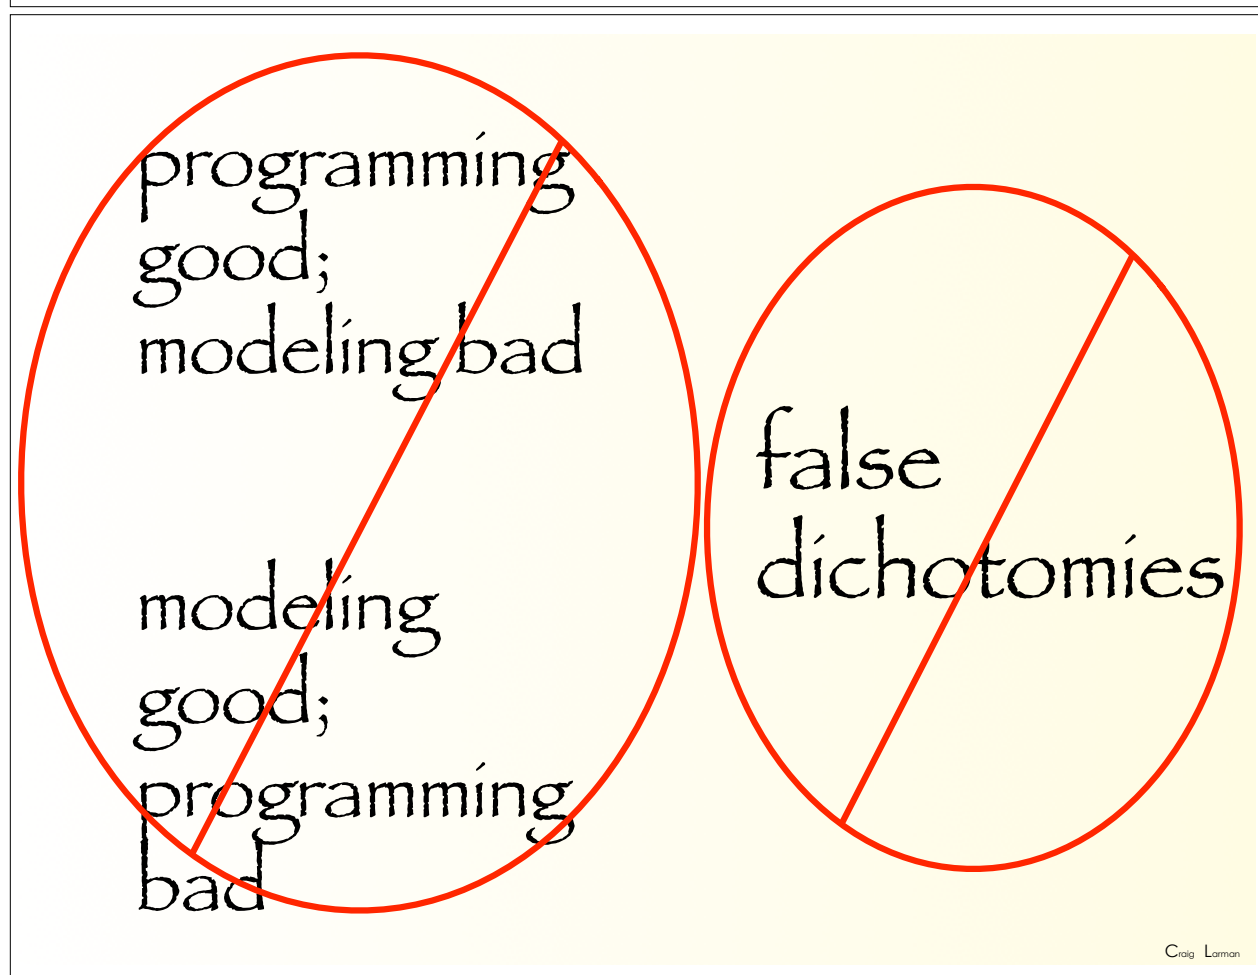 programming
good;
modeling bad
modeling
good;
programming
bad
false
dichotomies
Craig Larman